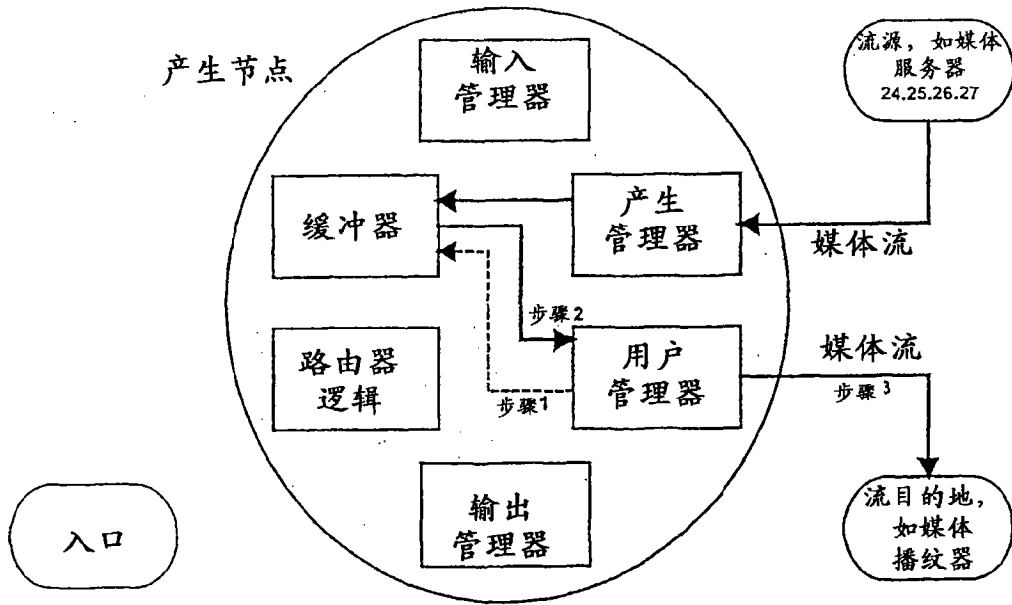 产生节点
输入
管理器
流源，如媒体
服务器
24.25.26.27
缓冲器
产生
管理器
媒体流
步骤2
路由器
逻辑
用户
管理器
媒体流
步骤3
步骤1
输出
管理器
入口
流目的地，
如媒体
播纹器